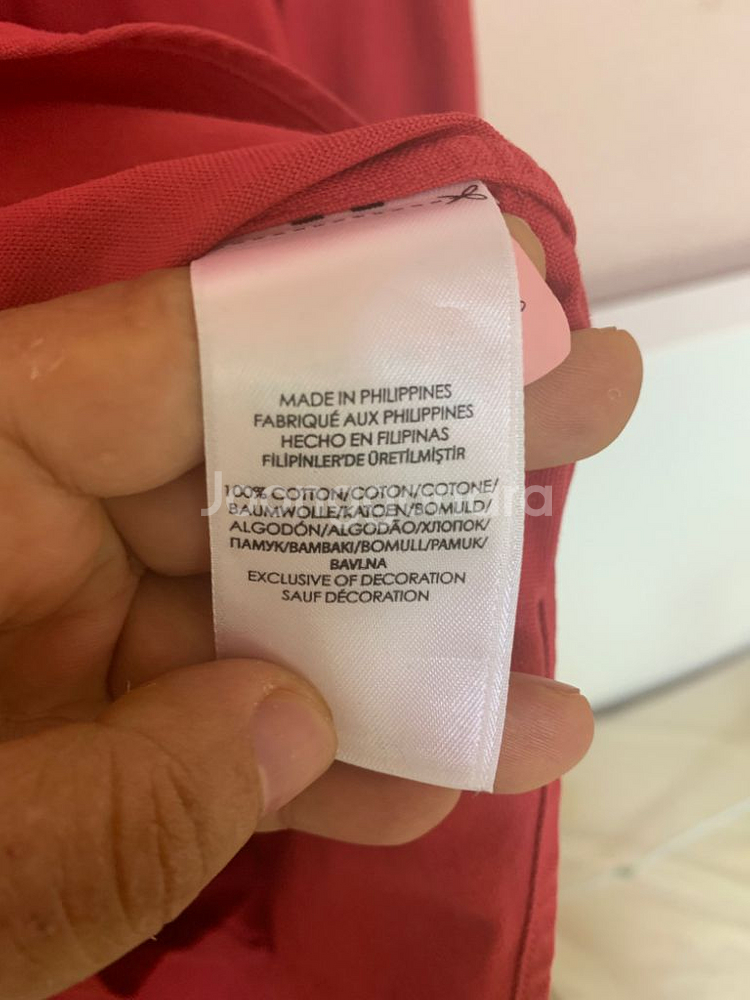 MADE IN PHILIPPINES
FABRIQUÉ AUX PHILIPPINES
HECHO EN FILIPINAS
FİLİPİNLER'DE ÜRETİLMİŞTİR
100% COTTON/COTON/COTONE/
BAUMWOLLE/KATOEN/BOMULD/
ALGODÓN/ALGODÃO/ХЛОПОК/
ПАМУК/BAMBAKI/BOMULL/PAMUK/
BAVLNA
EXCLUSIVE OF DECORATION
SAUF DÉCORATION